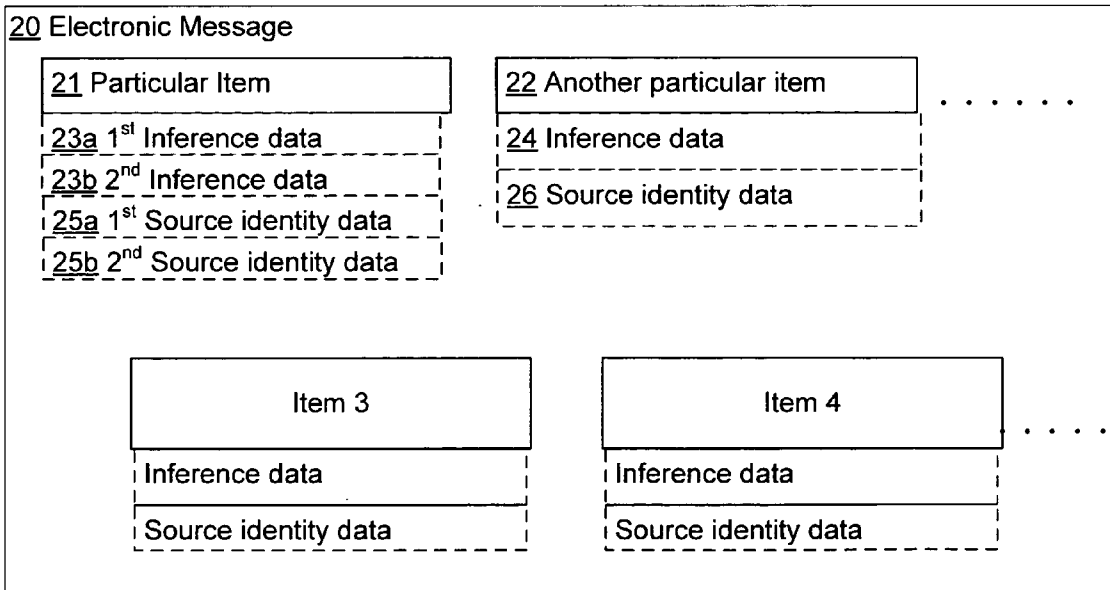 20 Electronic Message
21 Particular Item
23a 1st Inference data
23b 2nd Inference data
25a 1st Source identity data
25b 2nd Source identity data
22 Another particular item
24 Inference data
26 Source identity data
. . . . . .
Item 3
Inference data
Source identity data
Item 4
Inference data
Source identity data
. . . . .